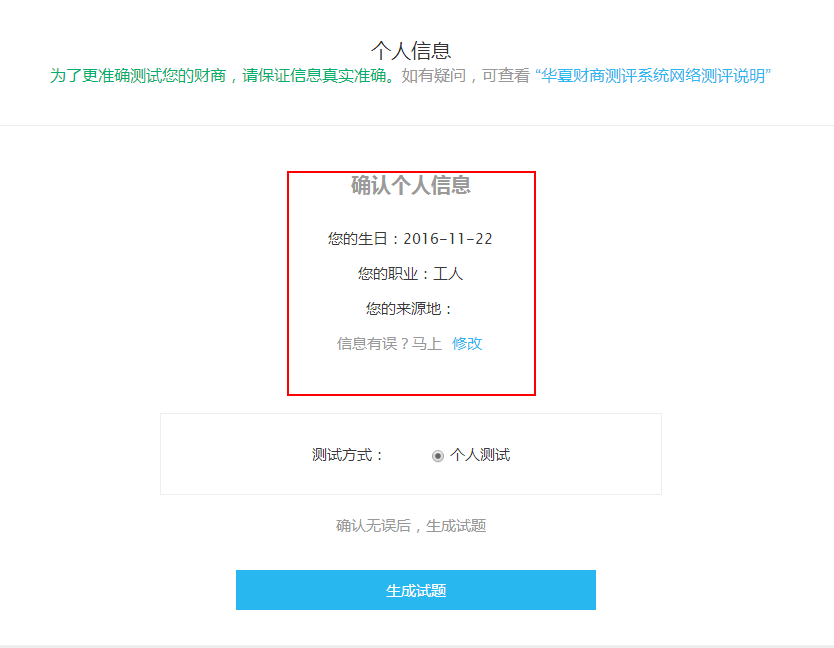 个人信息
为了更准确测试您的财商，请保证信息真实准确。如有疑问，可查看 “华夏财商测评系统网络测评说明”
确认个人信息
您的生日：2016-11-22
您的职业：工人
您的来源地：
信息有误？马上 修改
测试方式： 个人测试
确认无误后，生成试题
生成试题